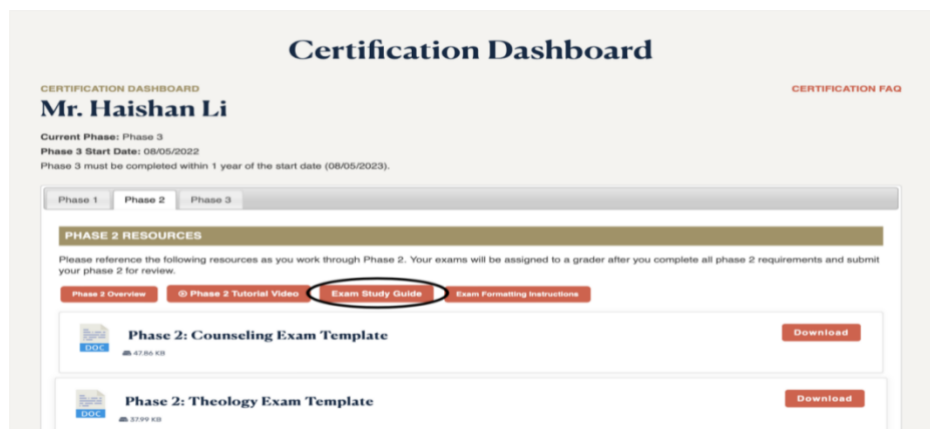 Certification Dashboard
CERTIFICATION DASHBOARD
CERTIFICATION FAQ
Mr. Haishan Li
Current Phase: Phase 3
Phase 3 Start Date: 08/05/2022
Phase 3 must be completed within 1 year of the start date (08/05/2023).
Phase 1 Phase 2 Phase 3
PHASE 2 RESOURCES
Please reference the following resources as you work through Phase 2. Your exams will be assigned to a grader after you complete all phase 2 requirements and submit
your phase 2 for review.
Phase 2 Overview Phase 2 Tutorial Video Exam Study Guide Exam Formatting Instructions
Phase 2: Counseling Exam Template
Download
DOC
47.86 KB
Phase 2: Theology Exam Template
Download
DOC
37.99 KB